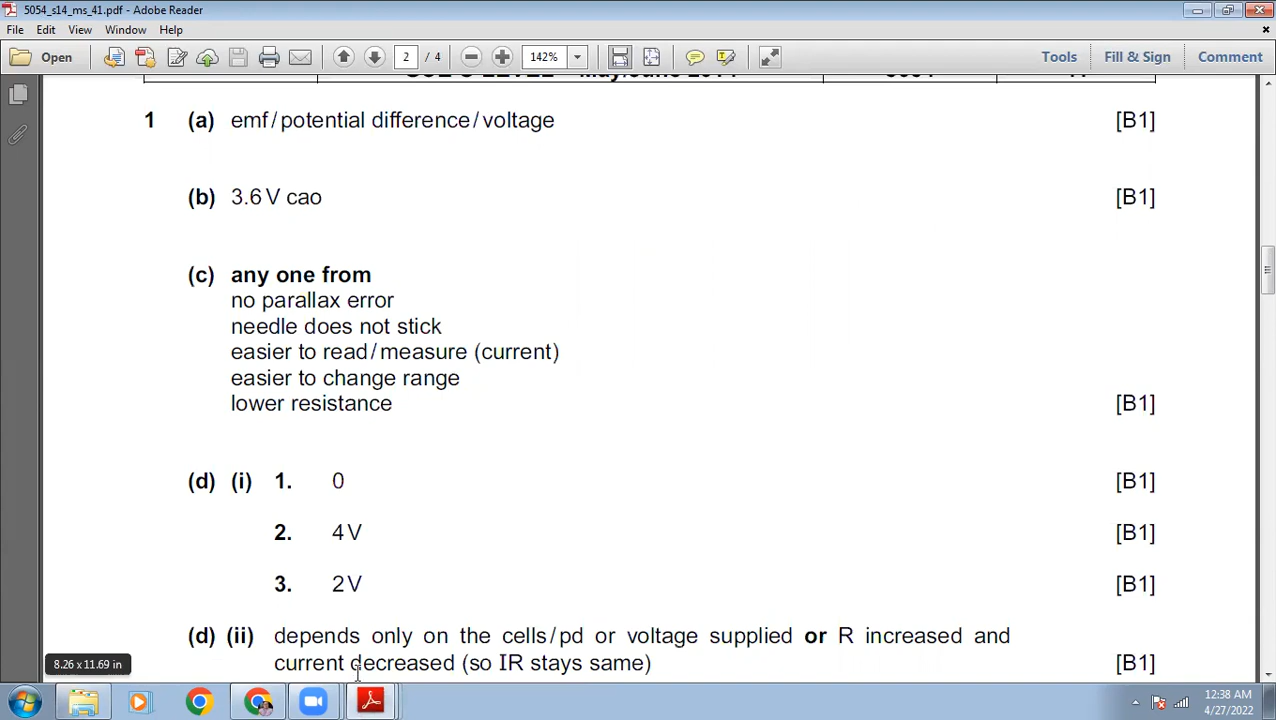 5054_s14_ms_41.pdf - Adobe Reader
File Edit View Window Help
Open 2 / 4 142% Tools Fill & Sign Comment
1 (a) emf / potential difference / voltage [B1]
(b) 3.6 V cao [B1]
(c) any one from
no parallax error
needle does not stick
easier to read / measure (current)
easier to change range
lower resistance [B1]
(d) (i) 1. 0 [B1]
2. 4 V [B1]
3. 2 V [B1]
(d) (ii) depends only on the cells / pd or voltage supplied or R increased and
current decreased (so IR stays same) [B1]
8.26 x 11.69 in
12:38 AM
4/27/2022